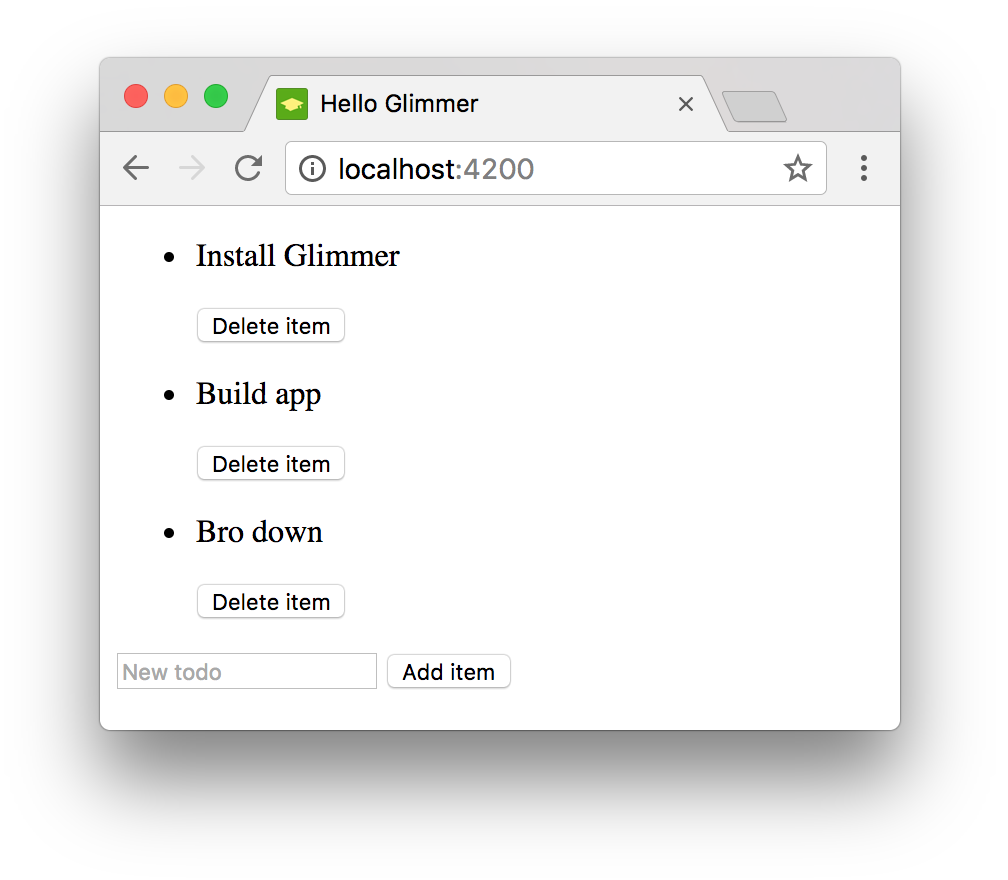 Hello Glimmer
localhost:4200
Install Glimmer
Delete item
Build app
Delete item
Bro down
Delete item
New todo Add item